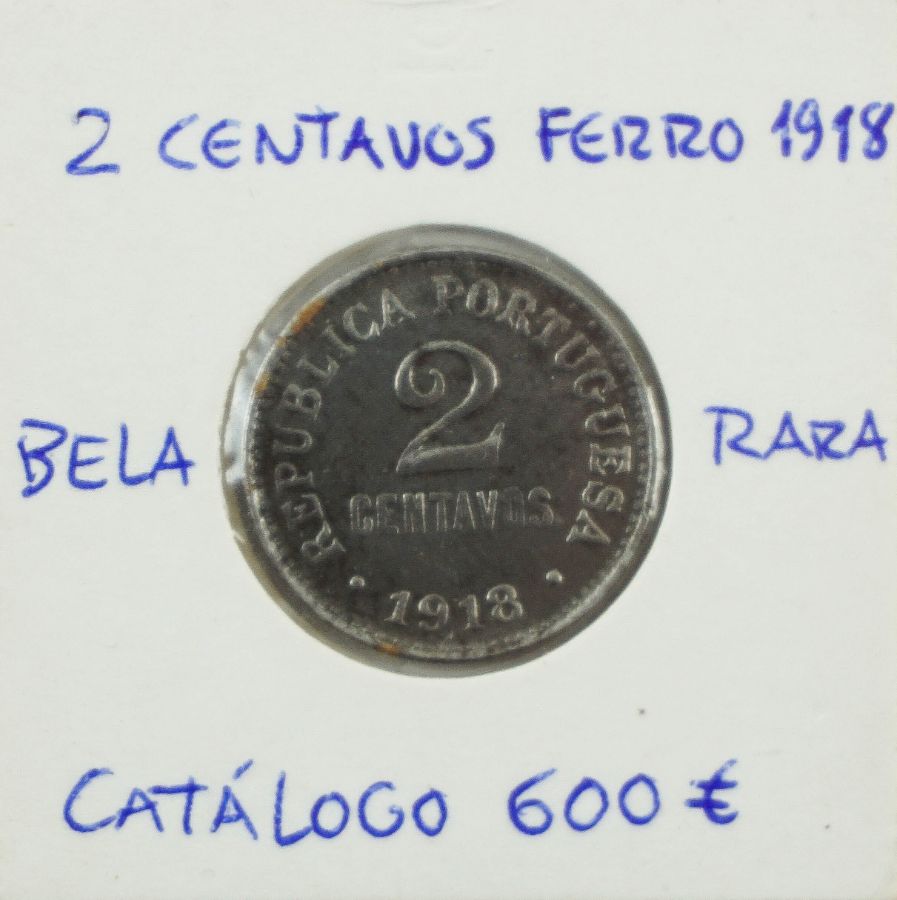 2 CENTAVOS FERRO 1918
REPUBLICA PORTUGUESA
2
CENTAVOS.
• 1918 •
BELA
RARA
CATÁLOGO 600 €